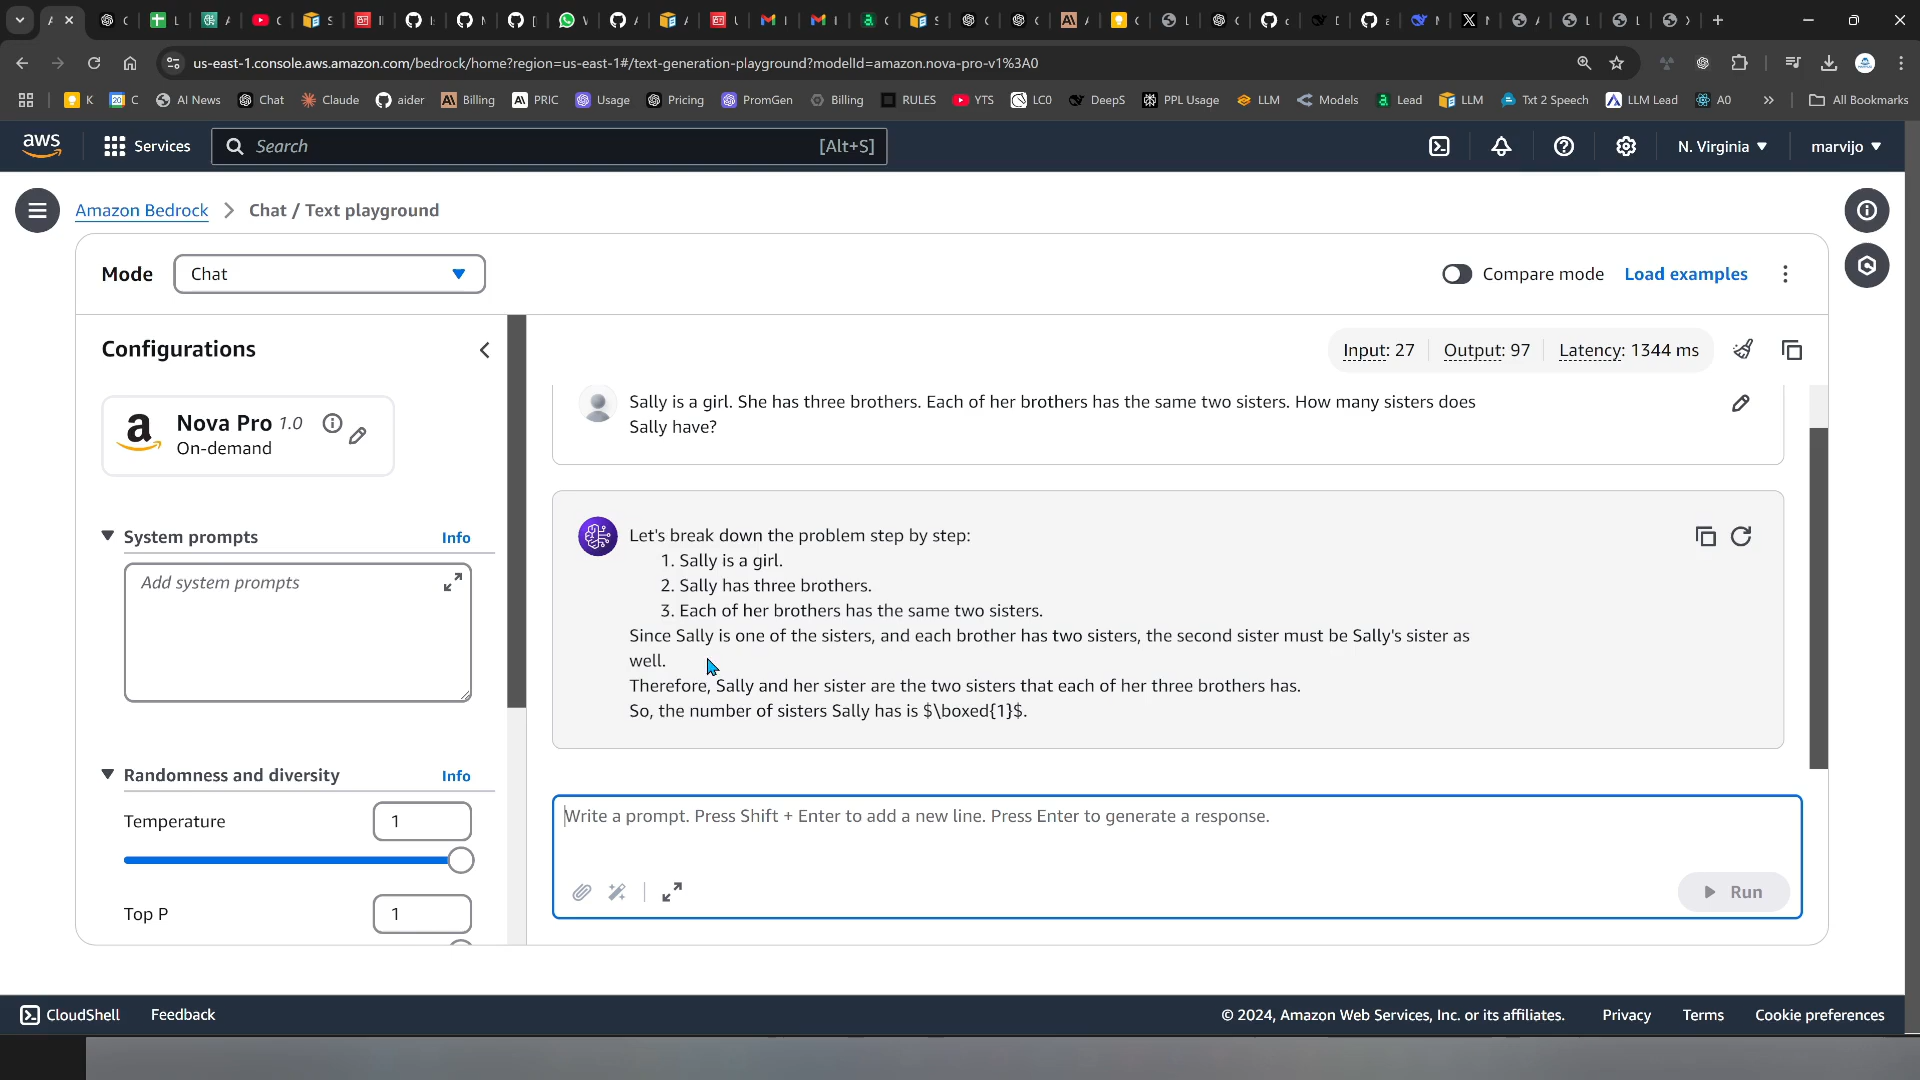 us-east-1.console.aws.amazon.com/bedrock/home?region=us-east-1#/text-generation-playground?modelId=amazon.nova-pro-v1%3A0
K
C
AI News
Chat
Claude
aider
Billing
PRIC
Usage
Pricing
PromGen
Billing
RULES
YTS
LC0
DeepS
PPL Usage
LLM
Models
Lead
LLM
Txt 2 Speech
LLM Lead
A0
All Bookmarks
aws
Services
Search
[Alt+S]
N. Virginia
marvijo
Amazon Bedrock
Chat / Text playground
Mode
Chat
Compare mode
Load examples
Configurations
Input: 27
Output: 97
Latency: 1344 ms
Nova Pro 1.0
On-demand
Sally is a girl. She has three brothers. Each of her brothers has the same two sisters. How many sisters does
Sally have?
System prompts
Info
Add system prompts
Let's break down the problem step by step:
1. Sally is a girl.
2. Sally has three brothers.
3. Each of her brothers has the same two sisters.
Since Sally is one of the sisters, and each brother has two sisters, the second sister must be Sally's sister as
well.
Therefore, Sally and her sister are the two sisters that each of her three brothers has.
So, the number of sisters Sally has is $\boxed{1}$.
Randomness and diversity
Info
Temperature
1
Top P
1
Write a prompt. Press Shift + Enter to add a new line. Press Enter to generate a response.
Run
CloudShell
Feedback
© 2024, Amazon Web Services, Inc. or its affiliates.
Privacy
Terms
Cookie preferences